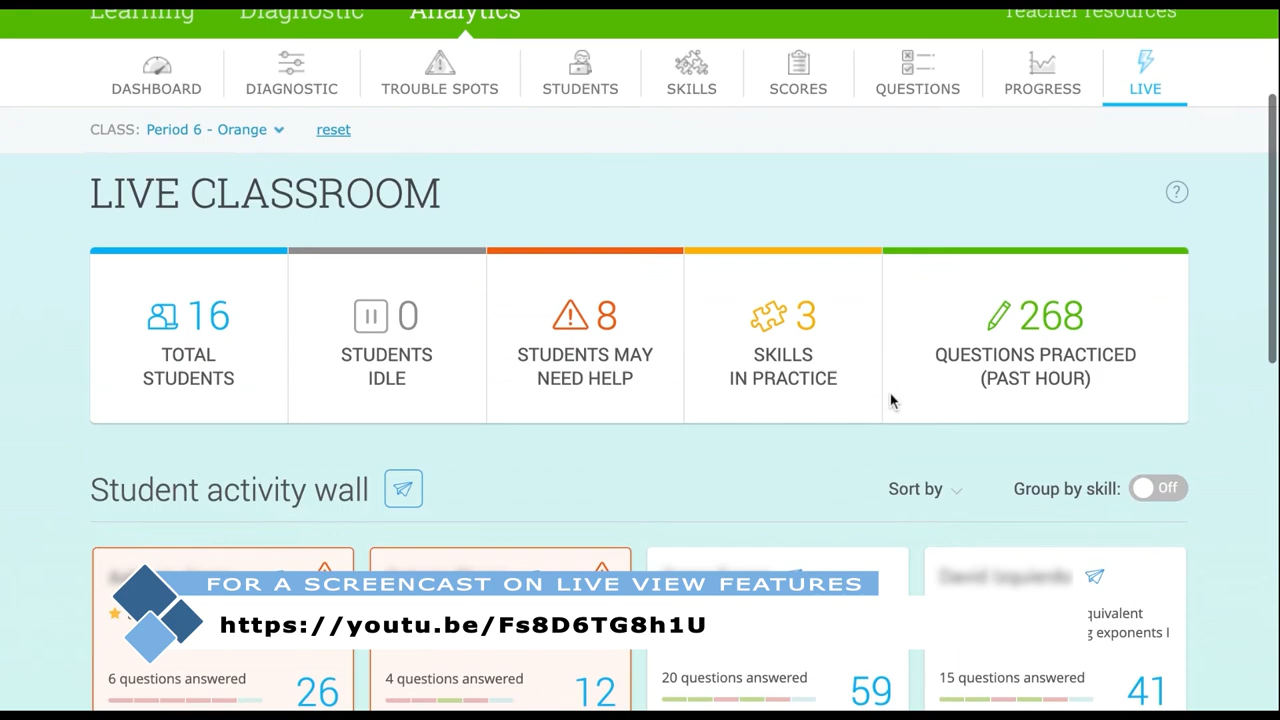 Learning Diagnostic Analytics Teacher resources
DASHBOARD DIAGNOSTIC TROUBLE SPOTS STUDENTS SKILLS SCORES QUESTIONS PROGRESS LIVE
CLASS: Period 6 - Orange reset
LIVE CLASSROOM
?
16 0 8 3 268
TOTAL STUDENTS STUDENTS MAY SKILLS QUESTIONS PRACTICED
STUDENTS IDLE NEED HELP IN PRACTICE (PAST HOUR)
Student activity wall Sort by Group by skill: Off
FOR A SCREENCAST ON LIVE VIEW FEATURES
quivalent
https://youtu.be/Fs8D6TG8h1U
exponents I
6 questions answered 4 questions answered 20 questions answered 15 questions answered
26 12 59 41